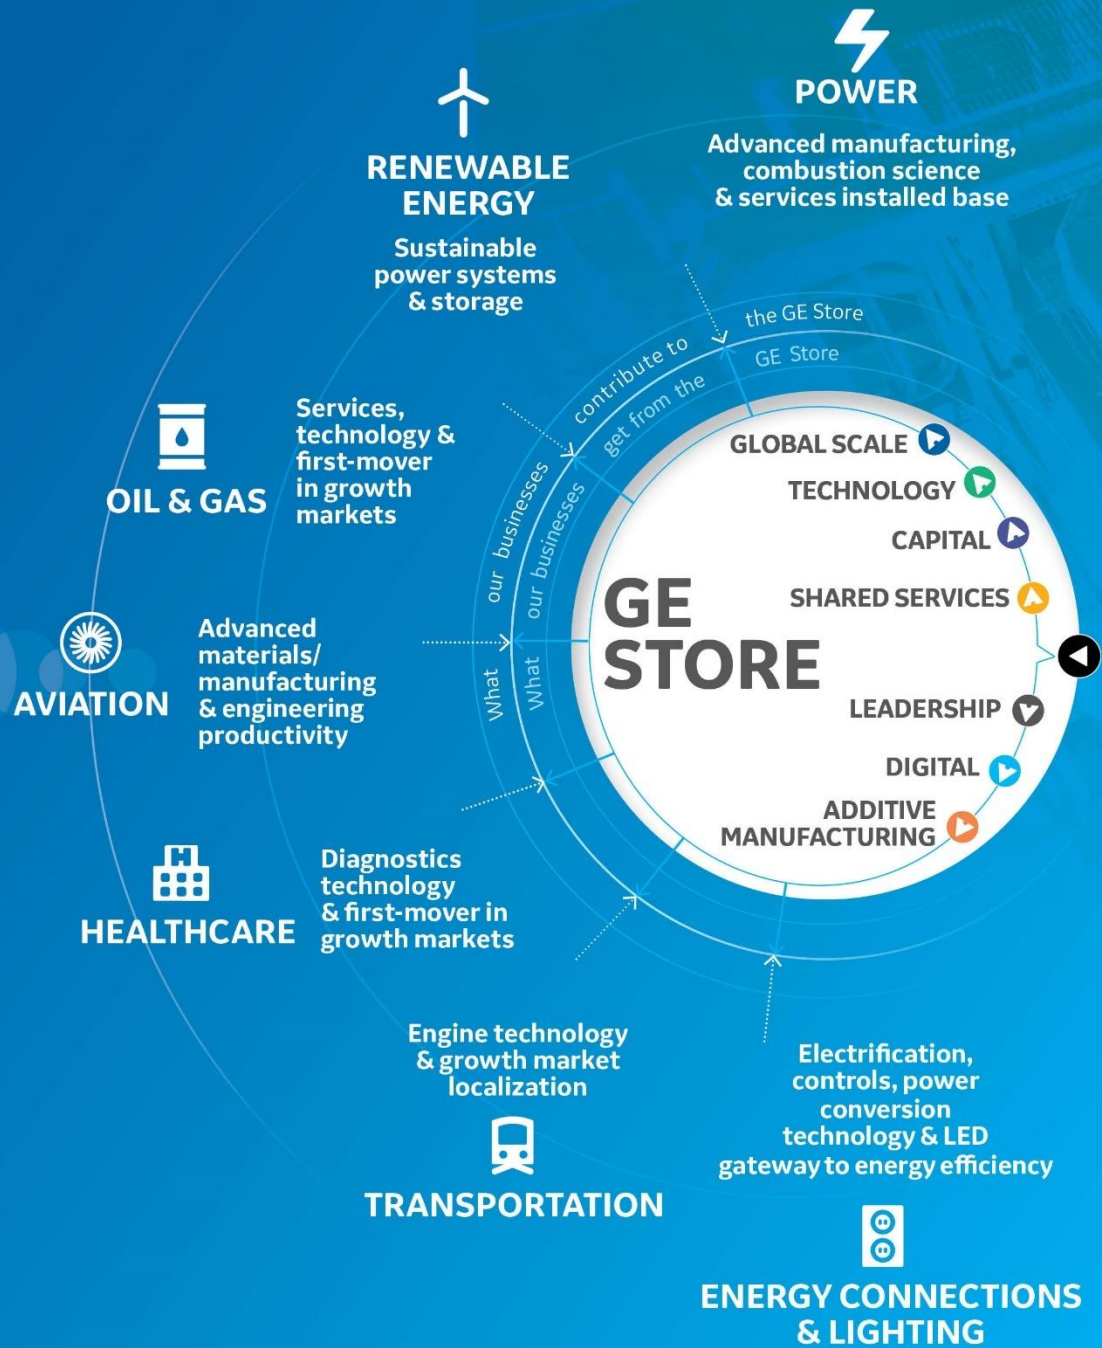 POWER
Advanced manufacturing,
combustion science
& services installed base
RENEWABLE
ENERGY
Sustainable
power systems
& storage
OIL & GAS
Services,
technology &
first-mover
in growth
markets
AVIATION
Advanced
materials/
manufacturing
& engineering
productivity
HEALTHCARE
Diagnostics
technology
& first-mover in
growth markets
Engine technology
& growth market
localization
TRANSPORTATION
Electrification,
controls, power
conversion
technology & LED
gateway to energy efficiency
ENERGY CONNECTIONS
& LIGHTING
What our businesses contribute to the GE Store
What our businesses get from the GE Store
GE
STORE
GLOBAL SCALE
TECHNOLOGY
CAPITAL
SHARED SERVICES
LEADERSHIP
DIGITAL
ADDITIVE
MANUFACTURING